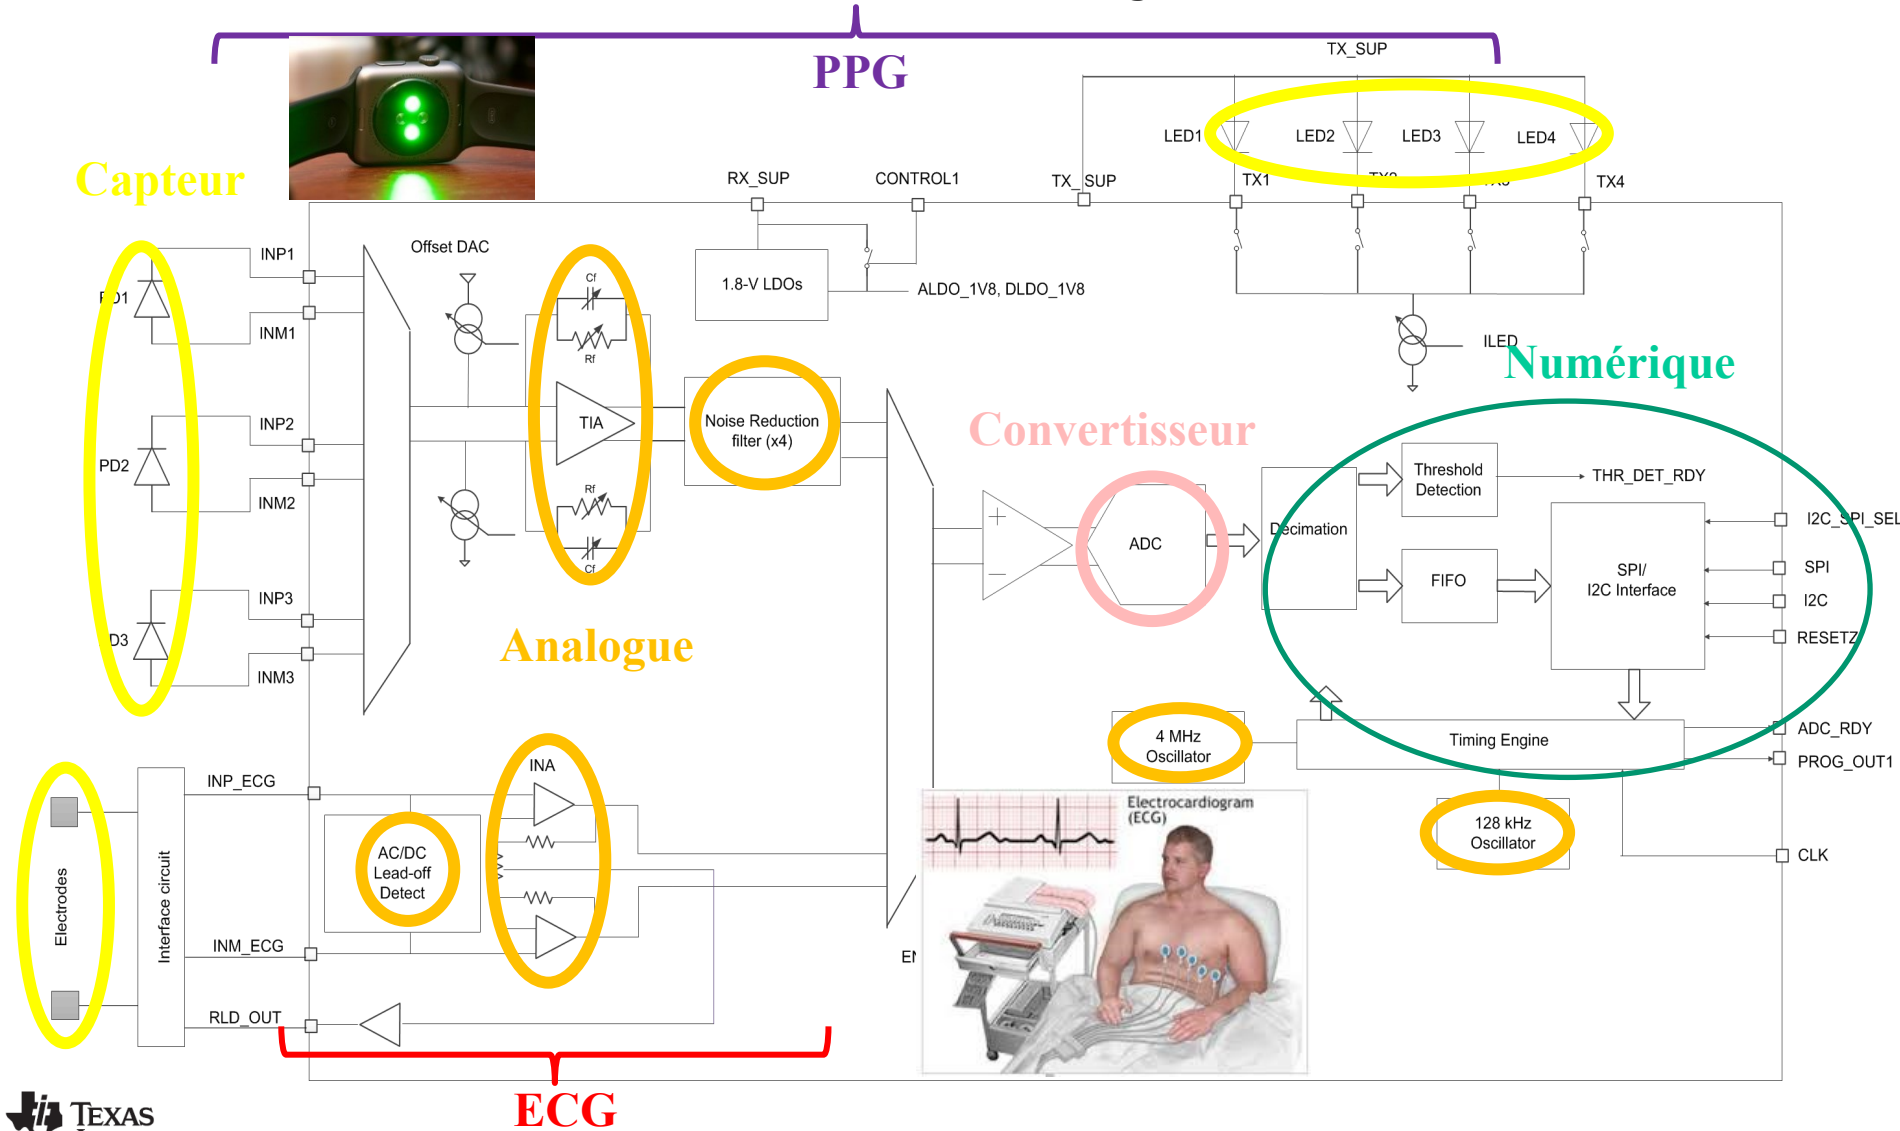 PPG
TX_SUP
LED1
LED2
LED3
LED4
Capteur
RX_SUP
CONTROL1
TX_SUP
TX1
TX4
INP1
Offset DAC
Cf
1.8-V LDOs
ALDO_1V8, DLDO_1V8
INM1
Rf
ILED
Numérique
INP2
TIA
Noise Reduction
filter (x4)
Convertisseur
PD2
Threshold
Detection
THR_DET_RDY
INM2
Rf
I2C_SPI_SEL
Decimation
ADC
Cf
SPI/
I2C Interface
FIFO
SPI
INP3
I2C
RESETZ
Analogue
INM3
4 MHz
Oscillator
Timing Engine
ADC_RDY
PROG_OUT1
INP_ECG
INA
Electrocardiogram
(ECG)
128 kHz
Oscillator
AC/DC
Lead-off
Detect
CLK
Electrodes
Interface circuit
INM_ECG
RLD_OUT
ECG
TEXAS